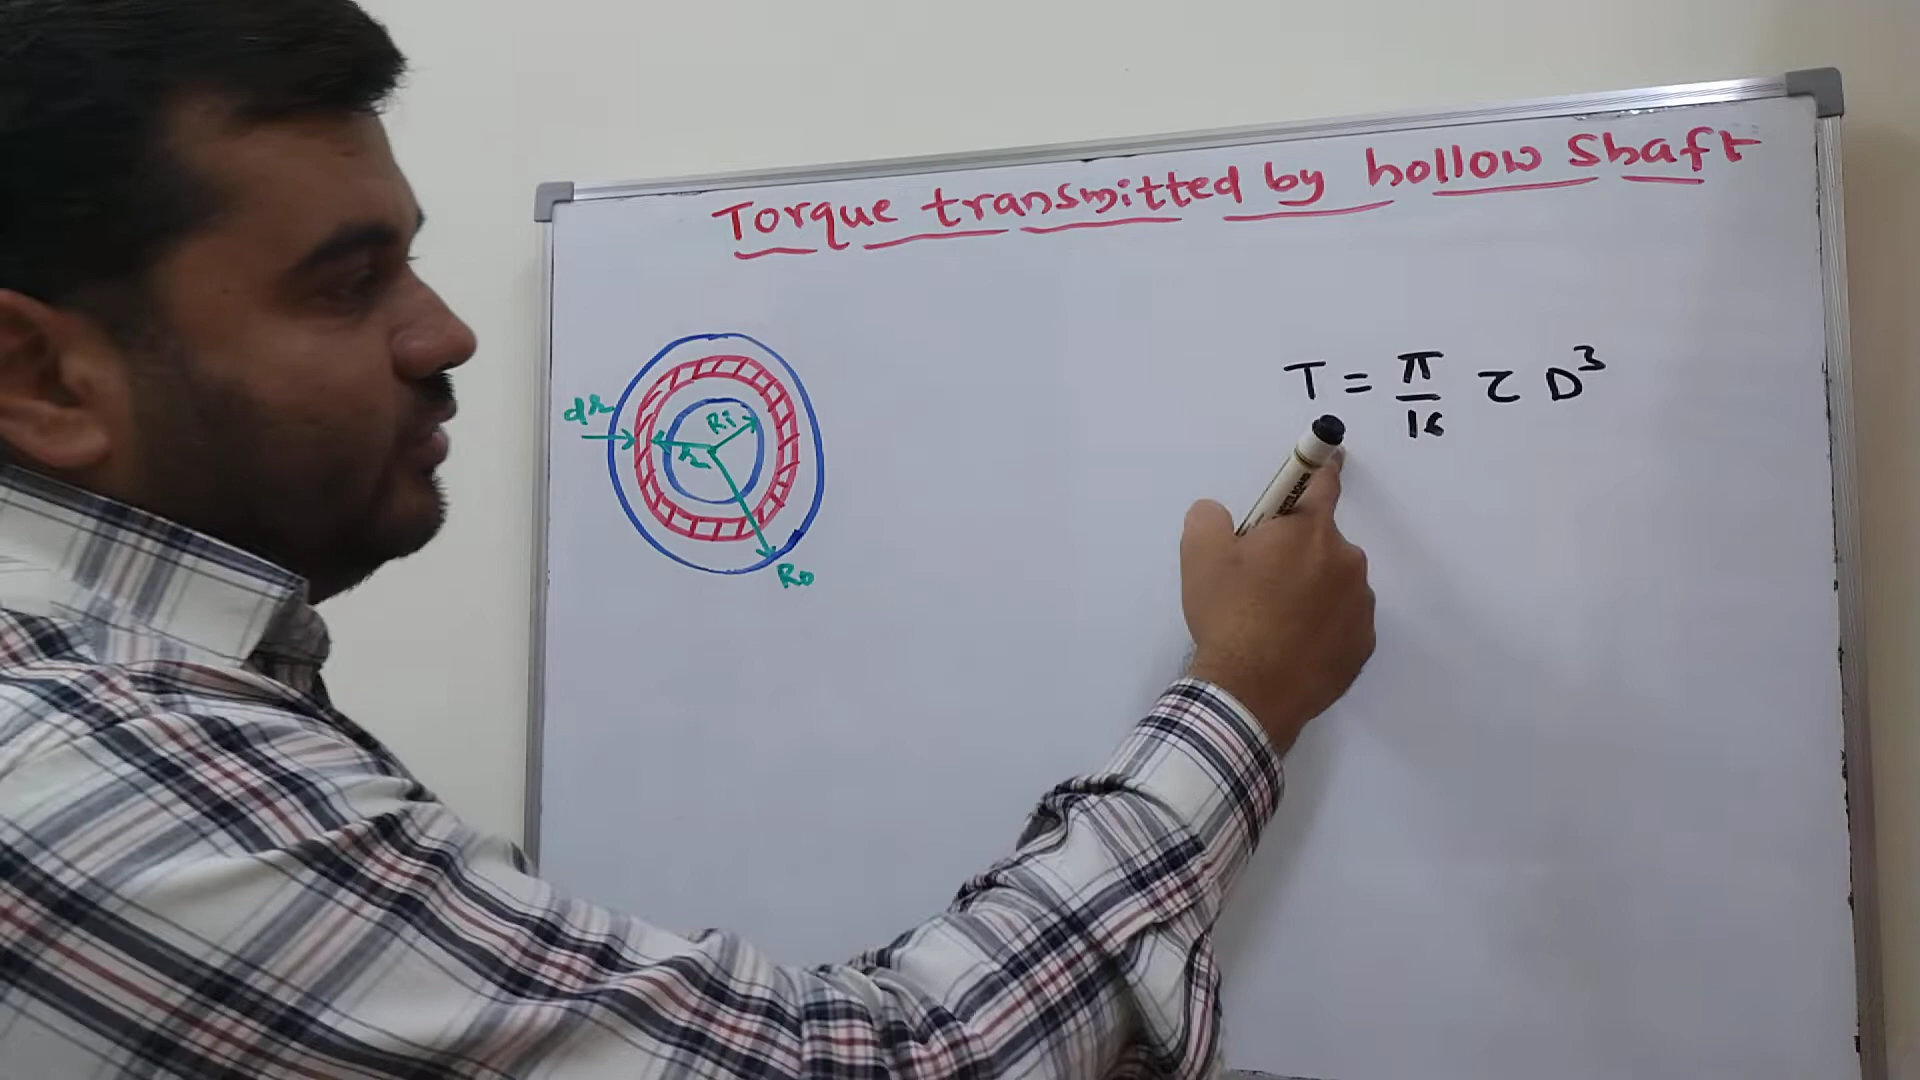 Torque transmitted by hollow shaft
T = π/16 τ D³
dr
Ri
r
Ro